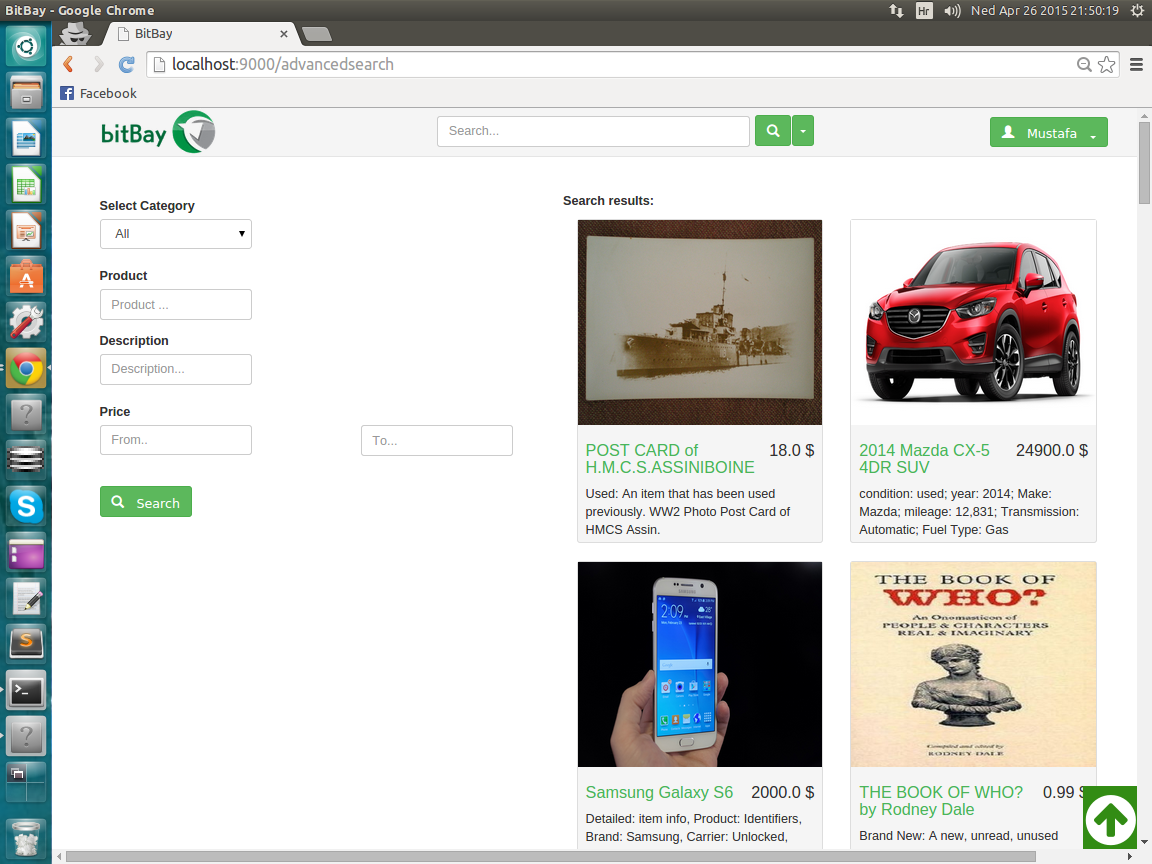 BitBay - Google Chrome
Hr
Ned Apr 26 2015 21:50:19
BitBay
localhost:9000/advancedsearch
Facebook
bitBay
Search...
Mustafa
Select Category
All
Product
Product ...
Description
Description...
Price
From..
To...
Search
Search results:
POST CARD of
H.M.C.S.ASSINIBOINE
18.0 $
Used: An item that has been used
previously. WW2 Photo Post Card of
HMCS Assin.
2014 Mazda CX-5
4DR SUV
24900.0 $
condition: used; year: 2014; Make:
Mazda; mileage: 12,831; Transmission:
Automatic; Fuel Type: Gas
SAMSUNG
2:09
28°
Google
Samsung Galaxy S6
2000.0 $
Detailed: item info, Product: Identifiers,
Brand: Samsung, Carrier: Unlocked,
THE BOOK OF
WHO?
An Onomasticon of
PEOPLE & CHARACTERS
REAL & IMAGINARY
Compiled and edited by
RODNEY DALE
THE BOOK OF WHO?
by Rodney Dale
0.99 $
Brand New: A new, unread, unused